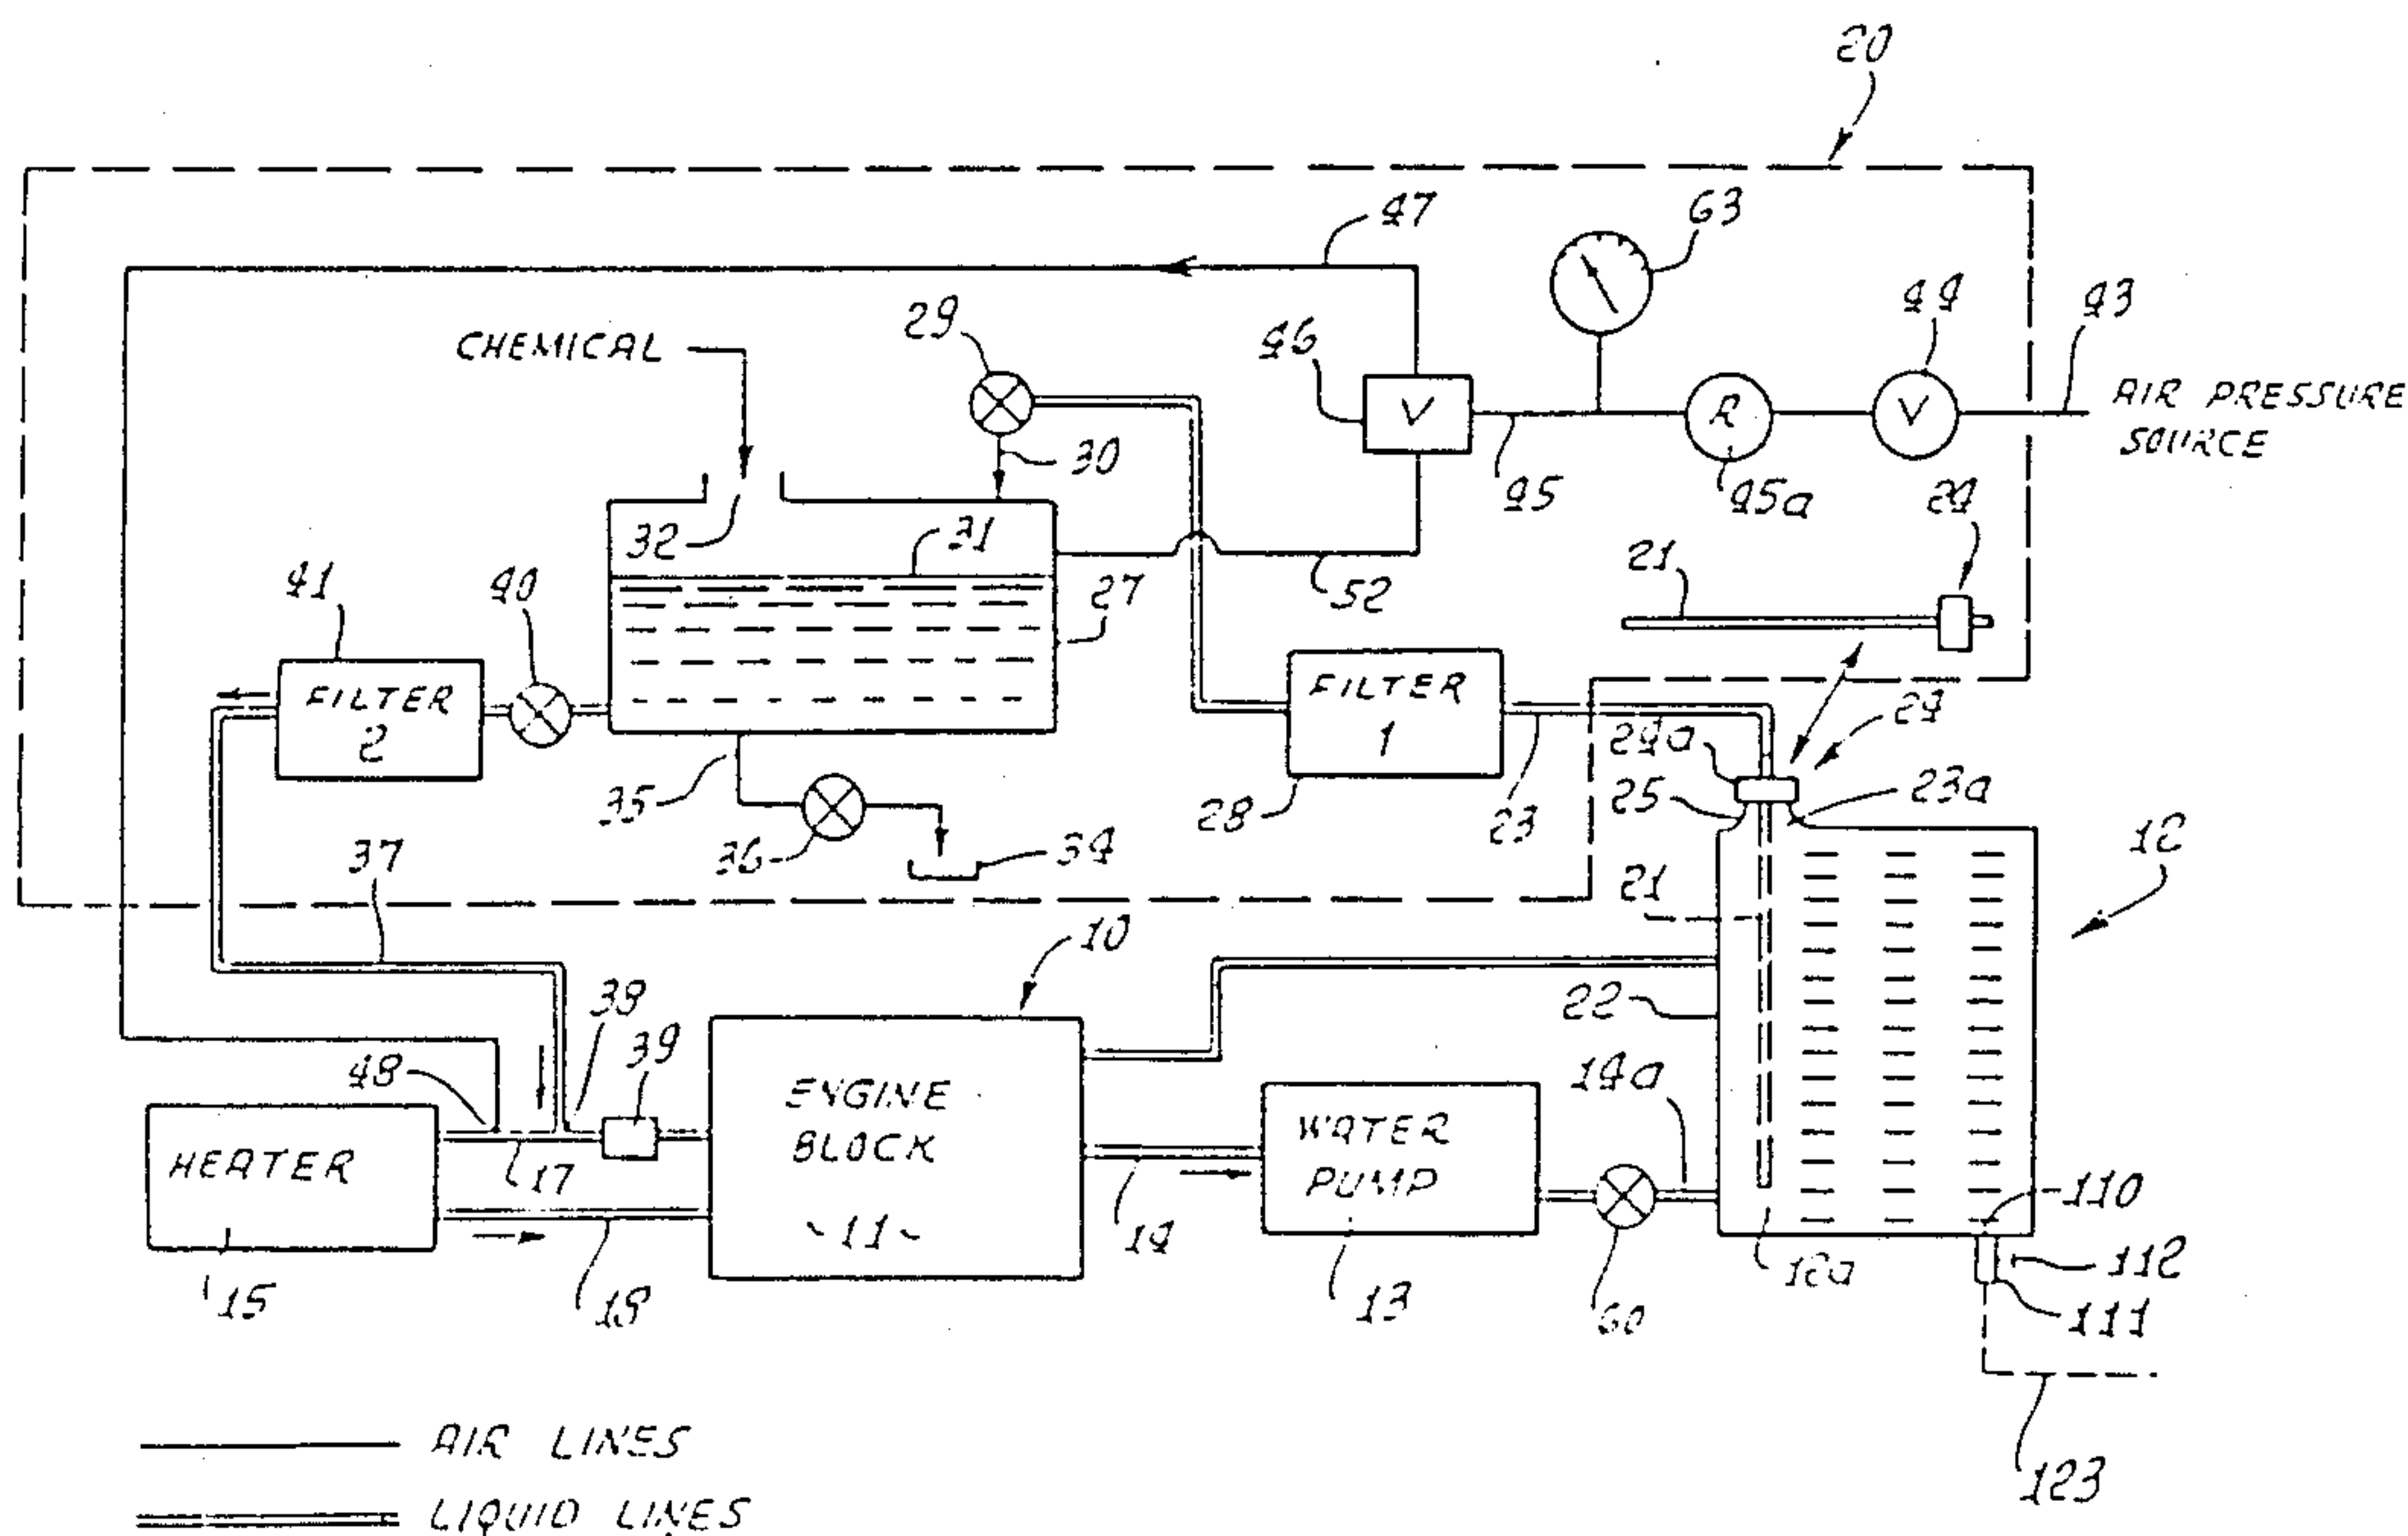 20
47
63
44
43
29
CHEMICAL
46
V
R
V
AIR PRESSURE
SOURCE
30
45
45a
24
32
31
21
41
40
52
27
FILTER
2
FILTER
1
24
24a
35
28
23
25
23a
36
34
12
37
21
10
38
22
39
48
14a
ENGINE
BLOCK
~11~
WATER
PUMP
HEATER
17
110
14
12a
112
15
18
13
60
111
123
AIR LINES
LIQUID LINES